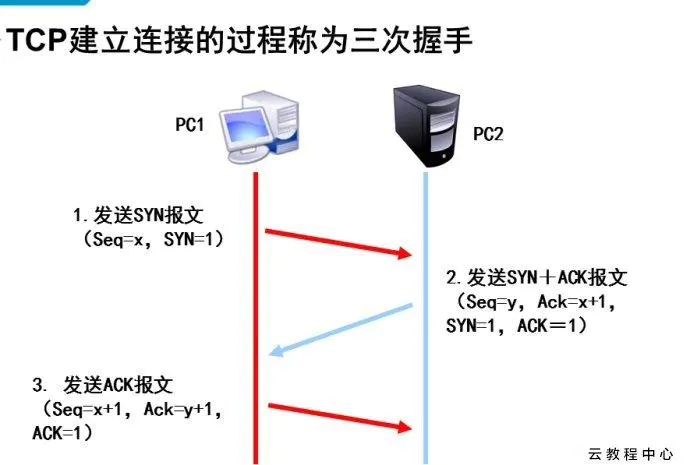 TCP建立连接的过程称为三次握手
PC1
PC2
1.发送SYN报文
（Seq=x，SYN=1）
2.发送SYN＋ACK报文
（Seq=y，Ack=x+1，
SYN=1，ACK＝1）
3. 发送ACK报文
（Seq=x+1，Ack=y+1，
ACK=1）
云教程中心